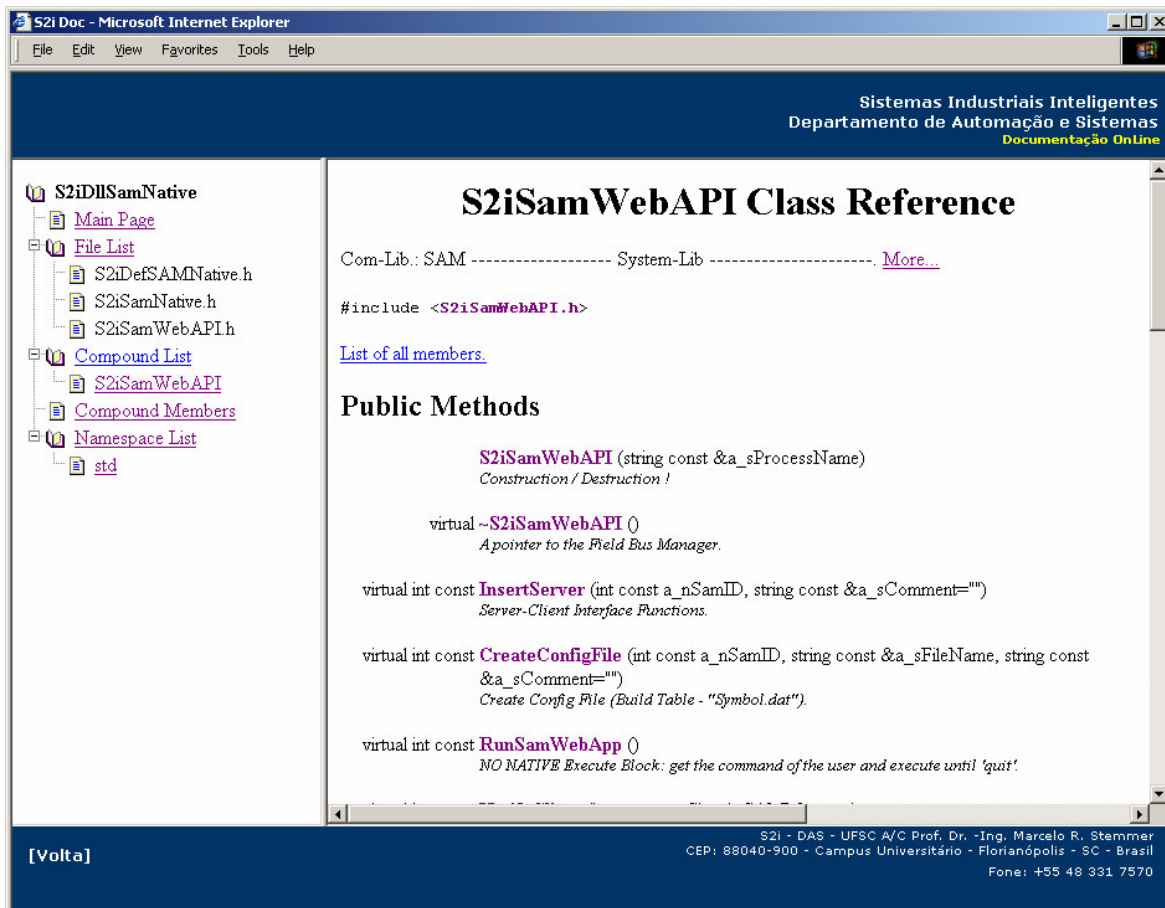 S2i Doc - Microsoft Internet Explorer
File Edit View Favorites Tools Help
Sistemas Industriais Inteligentes
Departamento de Automação e Sistemas
Documentação OnLine
S2iDllSamNative
Main Page
File List
S2iDefSAMNative.h
S2iSamNative.h
S2iSamWebAPI.h
Compound List
S2iSamWebAPI
Compound Members
Namespace List
std
S2iSamWebAPI Class Reference
Com-Lib.: SAM ------------------- System-Lib ----------------------. More...
#include <S2iSamWebAPI.h>
List of all members.
Public Methods
S2iSamWebAPI (string const &a_sProcessName)
Construction / Destruction !
virtual ~S2iSamWebAPI ()
A pointer to the Field Bus Manager.
virtual int const InsertServer (int const a_nSamID, string const &a_sComment="")
Server-Client Interface Functions.
virtual int const CreateConfigFile (int const a_nSamID, string const &a_sFileName, string const
&a_sComment="")
Create Config File (Build Table - "Symbol.dat").
virtual int const RunSamWebApp ()
NO NATIVE Execute Block: get the command of the user and execute until 'quit'.
[Volta]
S2i - DAS - UFSC A/C Prof. Dr. -Ing. Marcelo R. Stemmer
CEP: 88040-900 - Campus Universitário - Florianópolis - SC - Brasil
Fone: +55 48 331 7570